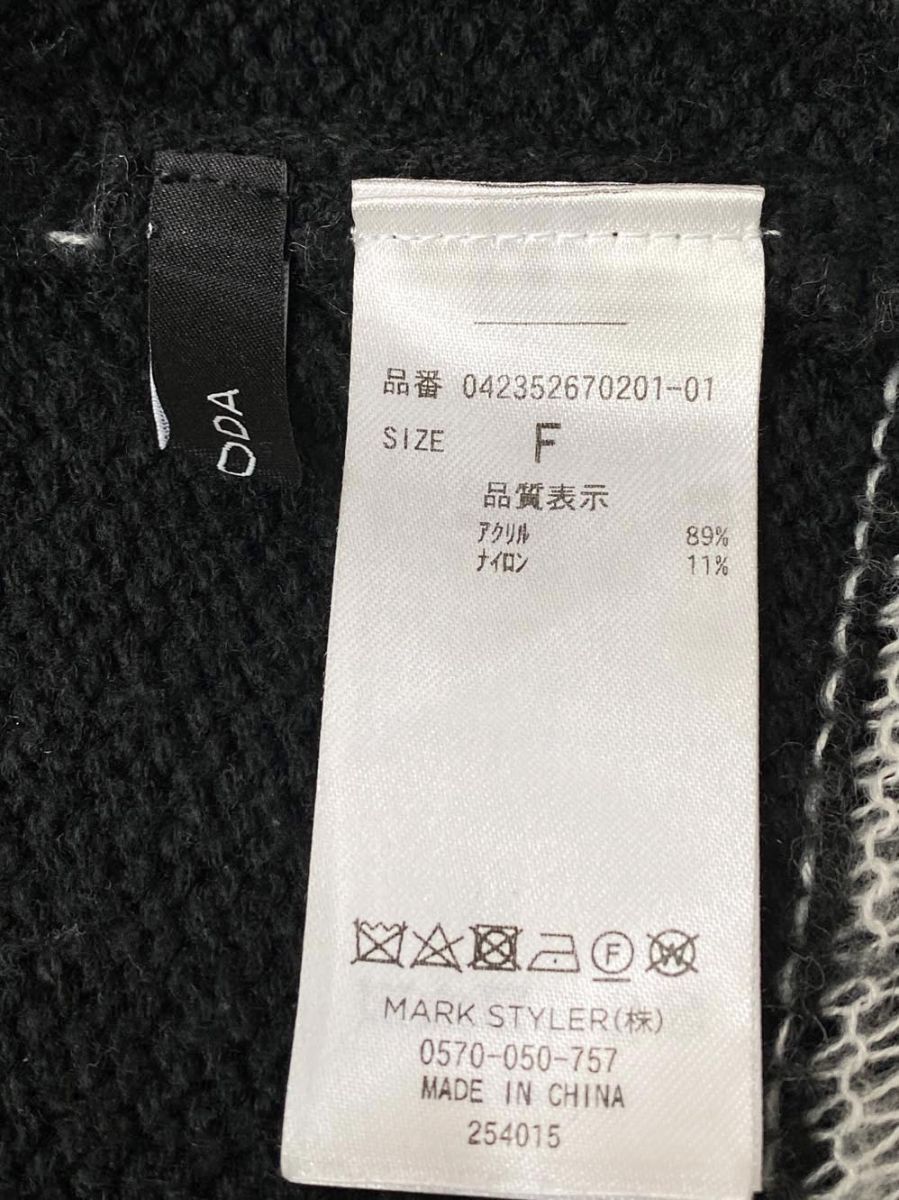 ODA
品番 042352670201-01
SIZE F
品質表示
アクリル 89%
ナイロン 11%
F
W
MARK STYLER(株)
0570-050-757
MADE IN CHINA
254015